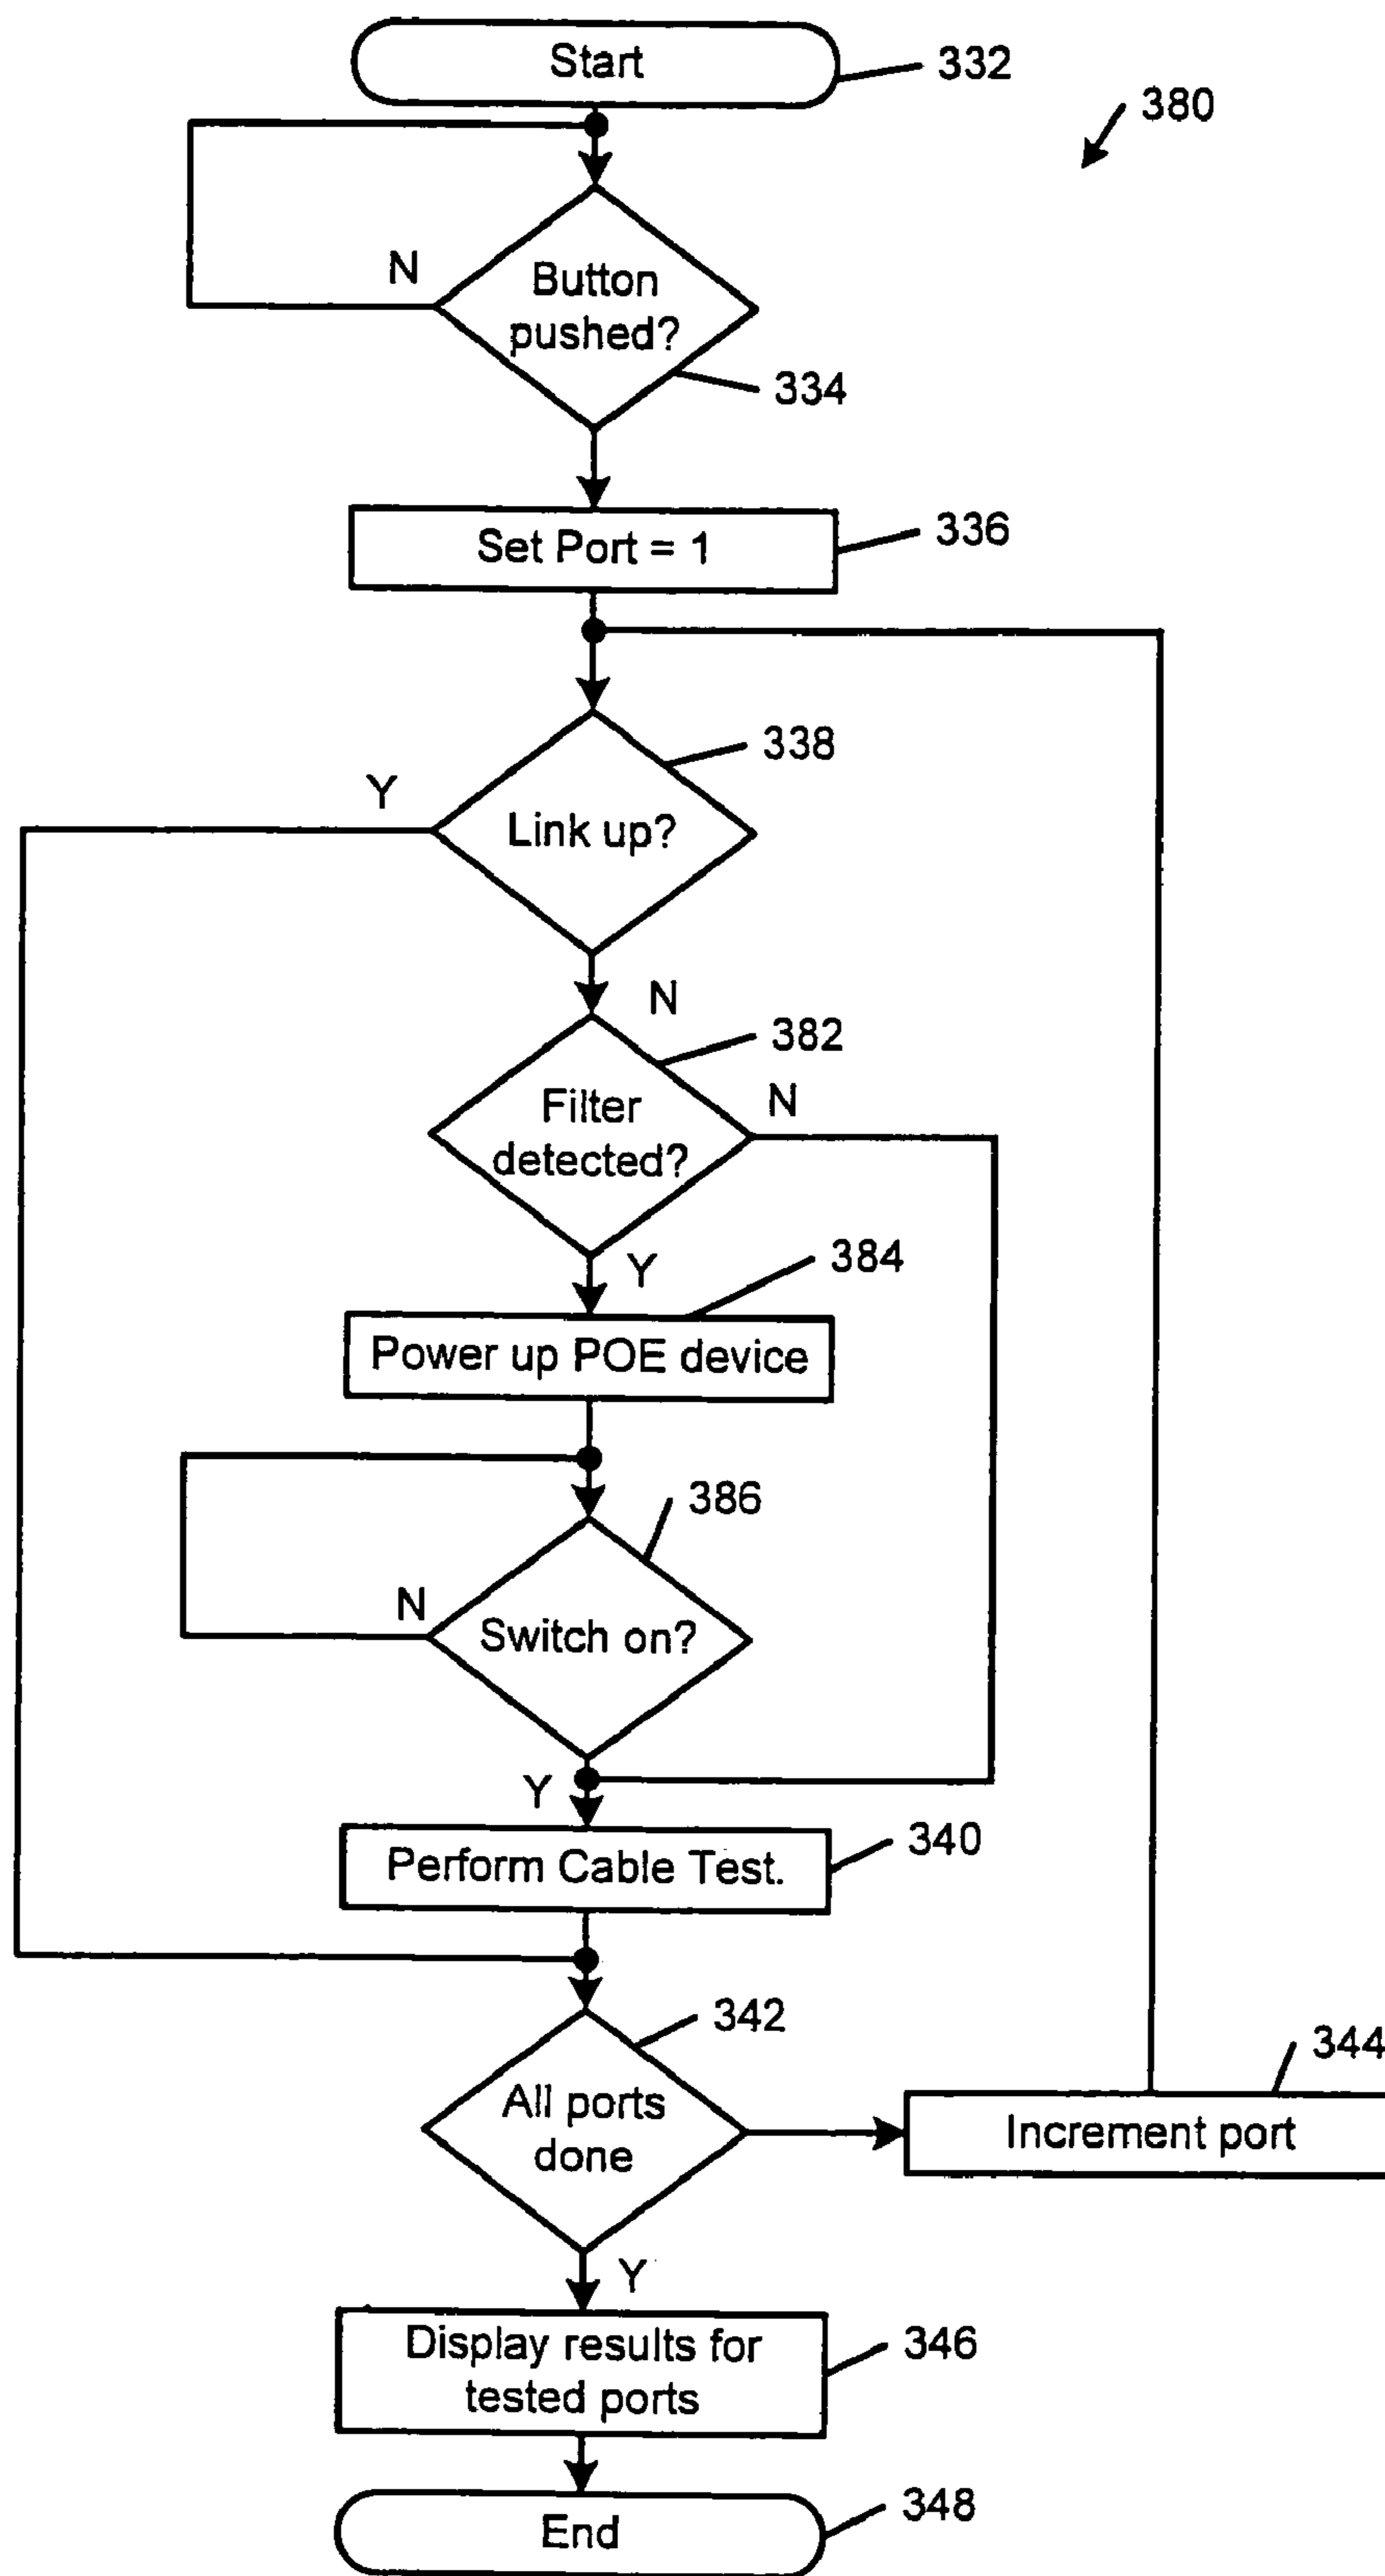 Start
332
380
N
Button
pushed?
334
Set Port = 1
336
338
Y
Link up?
N
382
Filter
detected?
N
Y
384
Power up POE device
386
N
Switch on?
Y
340
Perform Cable Test.
342
All ports
done
344
Increment port
Y
Display results for
tested ports
346
End
348